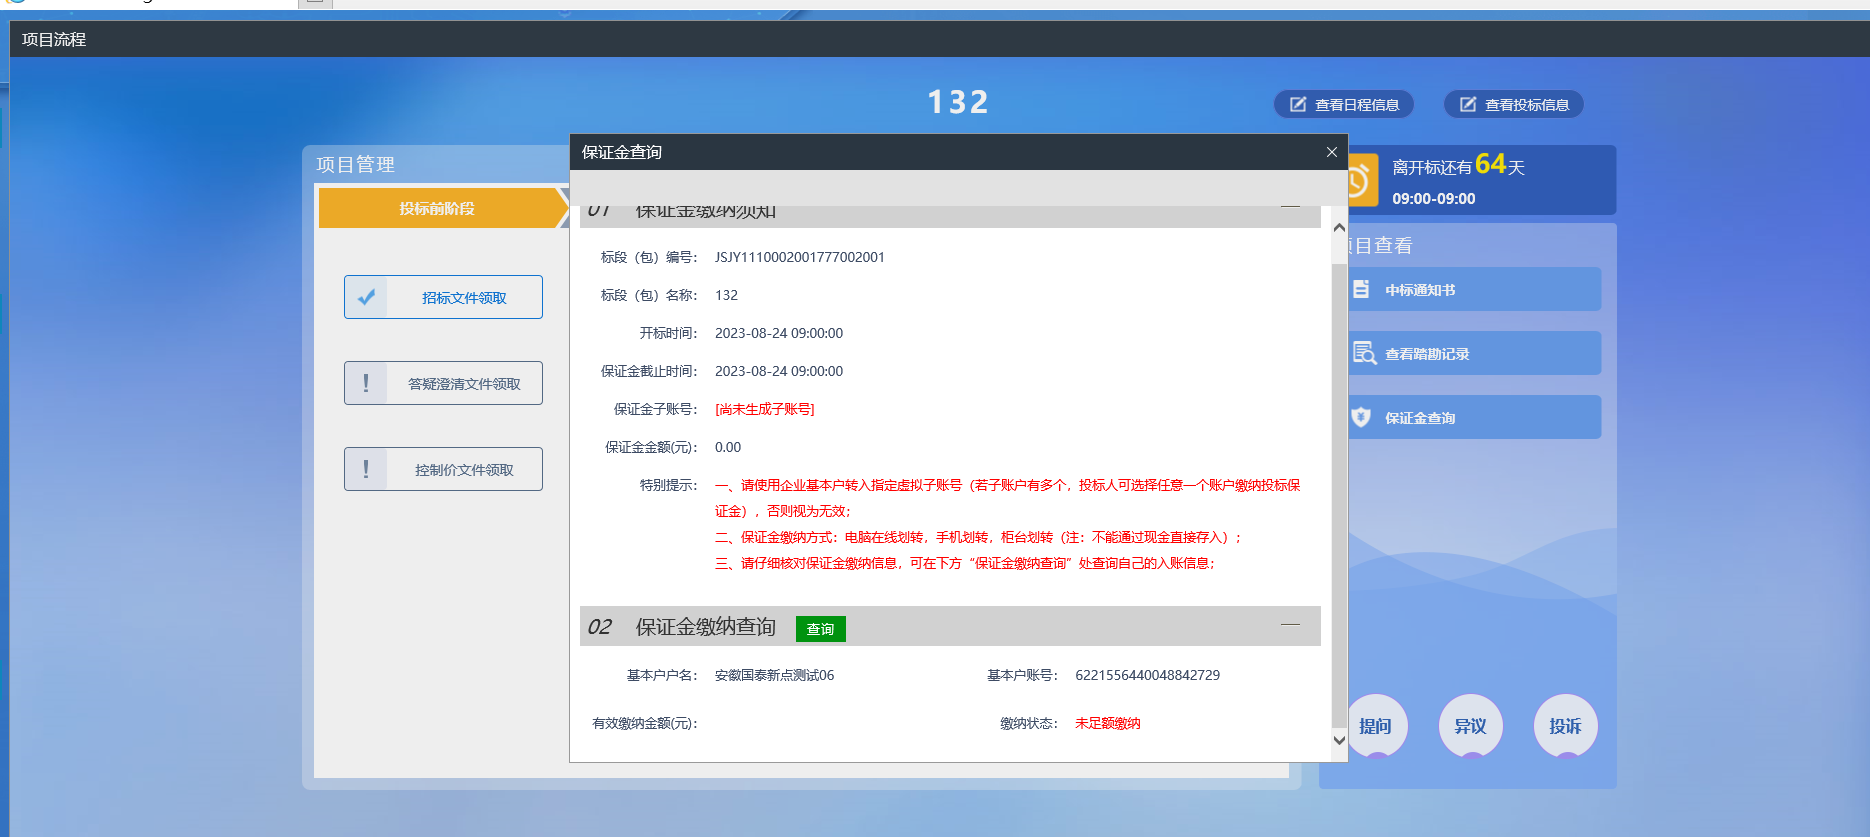 项目流程
132
查看日程信息
查看投标信息
项目管理
投标前阶段
招标文件领取
答疑澄清文件领取
控制价文件领取
保证金查询
01 保证金缴纳须知
标段（包）编号： JSJY1110002001777002001
标段（包）名称： 132
开标时间： 2023-08-24 09:00:00
保证金截止时间： 2023-08-24 09:00:00
保证金子账号： [尚未生成子账号]
保证金金额(元)： 0.00
特别提示： 一、请使用企业基本户转入指定虚拟子账号（若子账户有多个，投标人可选择任意一个账户缴纳投标保
证金），否则视为无效；
二、保证金缴纳方式：电脑在线划转，手机划转，柜台划转（注：不能通过现金直接存入）；
三、请仔细核对保证金缴纳信息，可在下方“保证金缴纳查询”处查询自己的入账信息；
02 保证金缴纳查询 查询
基本户户名： 安徽国泰新点测试06 基本户账号： 6221556440048842729
有效缴纳金额(元)： 缴纳状态： 未足额缴纳
离开标还有64天
09:00-09:00
项目查看
中标通知书
查看踏勘记录
保证金查询
提问
异议
投诉